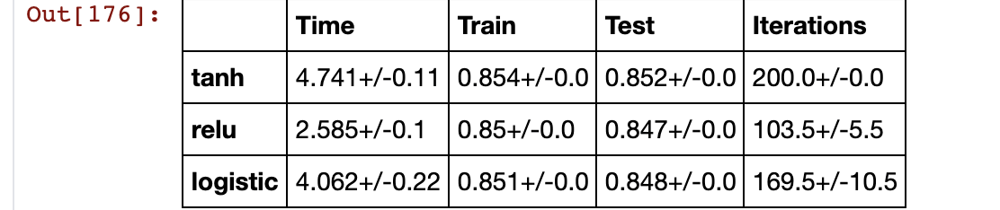 Out[176]:
Time Train Test Iterations
tanh 4.741+/-0.11 0.854+/-0.0 0.852+/-0.0 200.0+/-0.0
relu 2.585+/-0.1 0.85+/-0.0 0.847+/-0.0 103.5+/-5.5
logistic 4.062+/-0.22 0.851+/-0.0 0.848+/-0.0 169.5+/-10.5